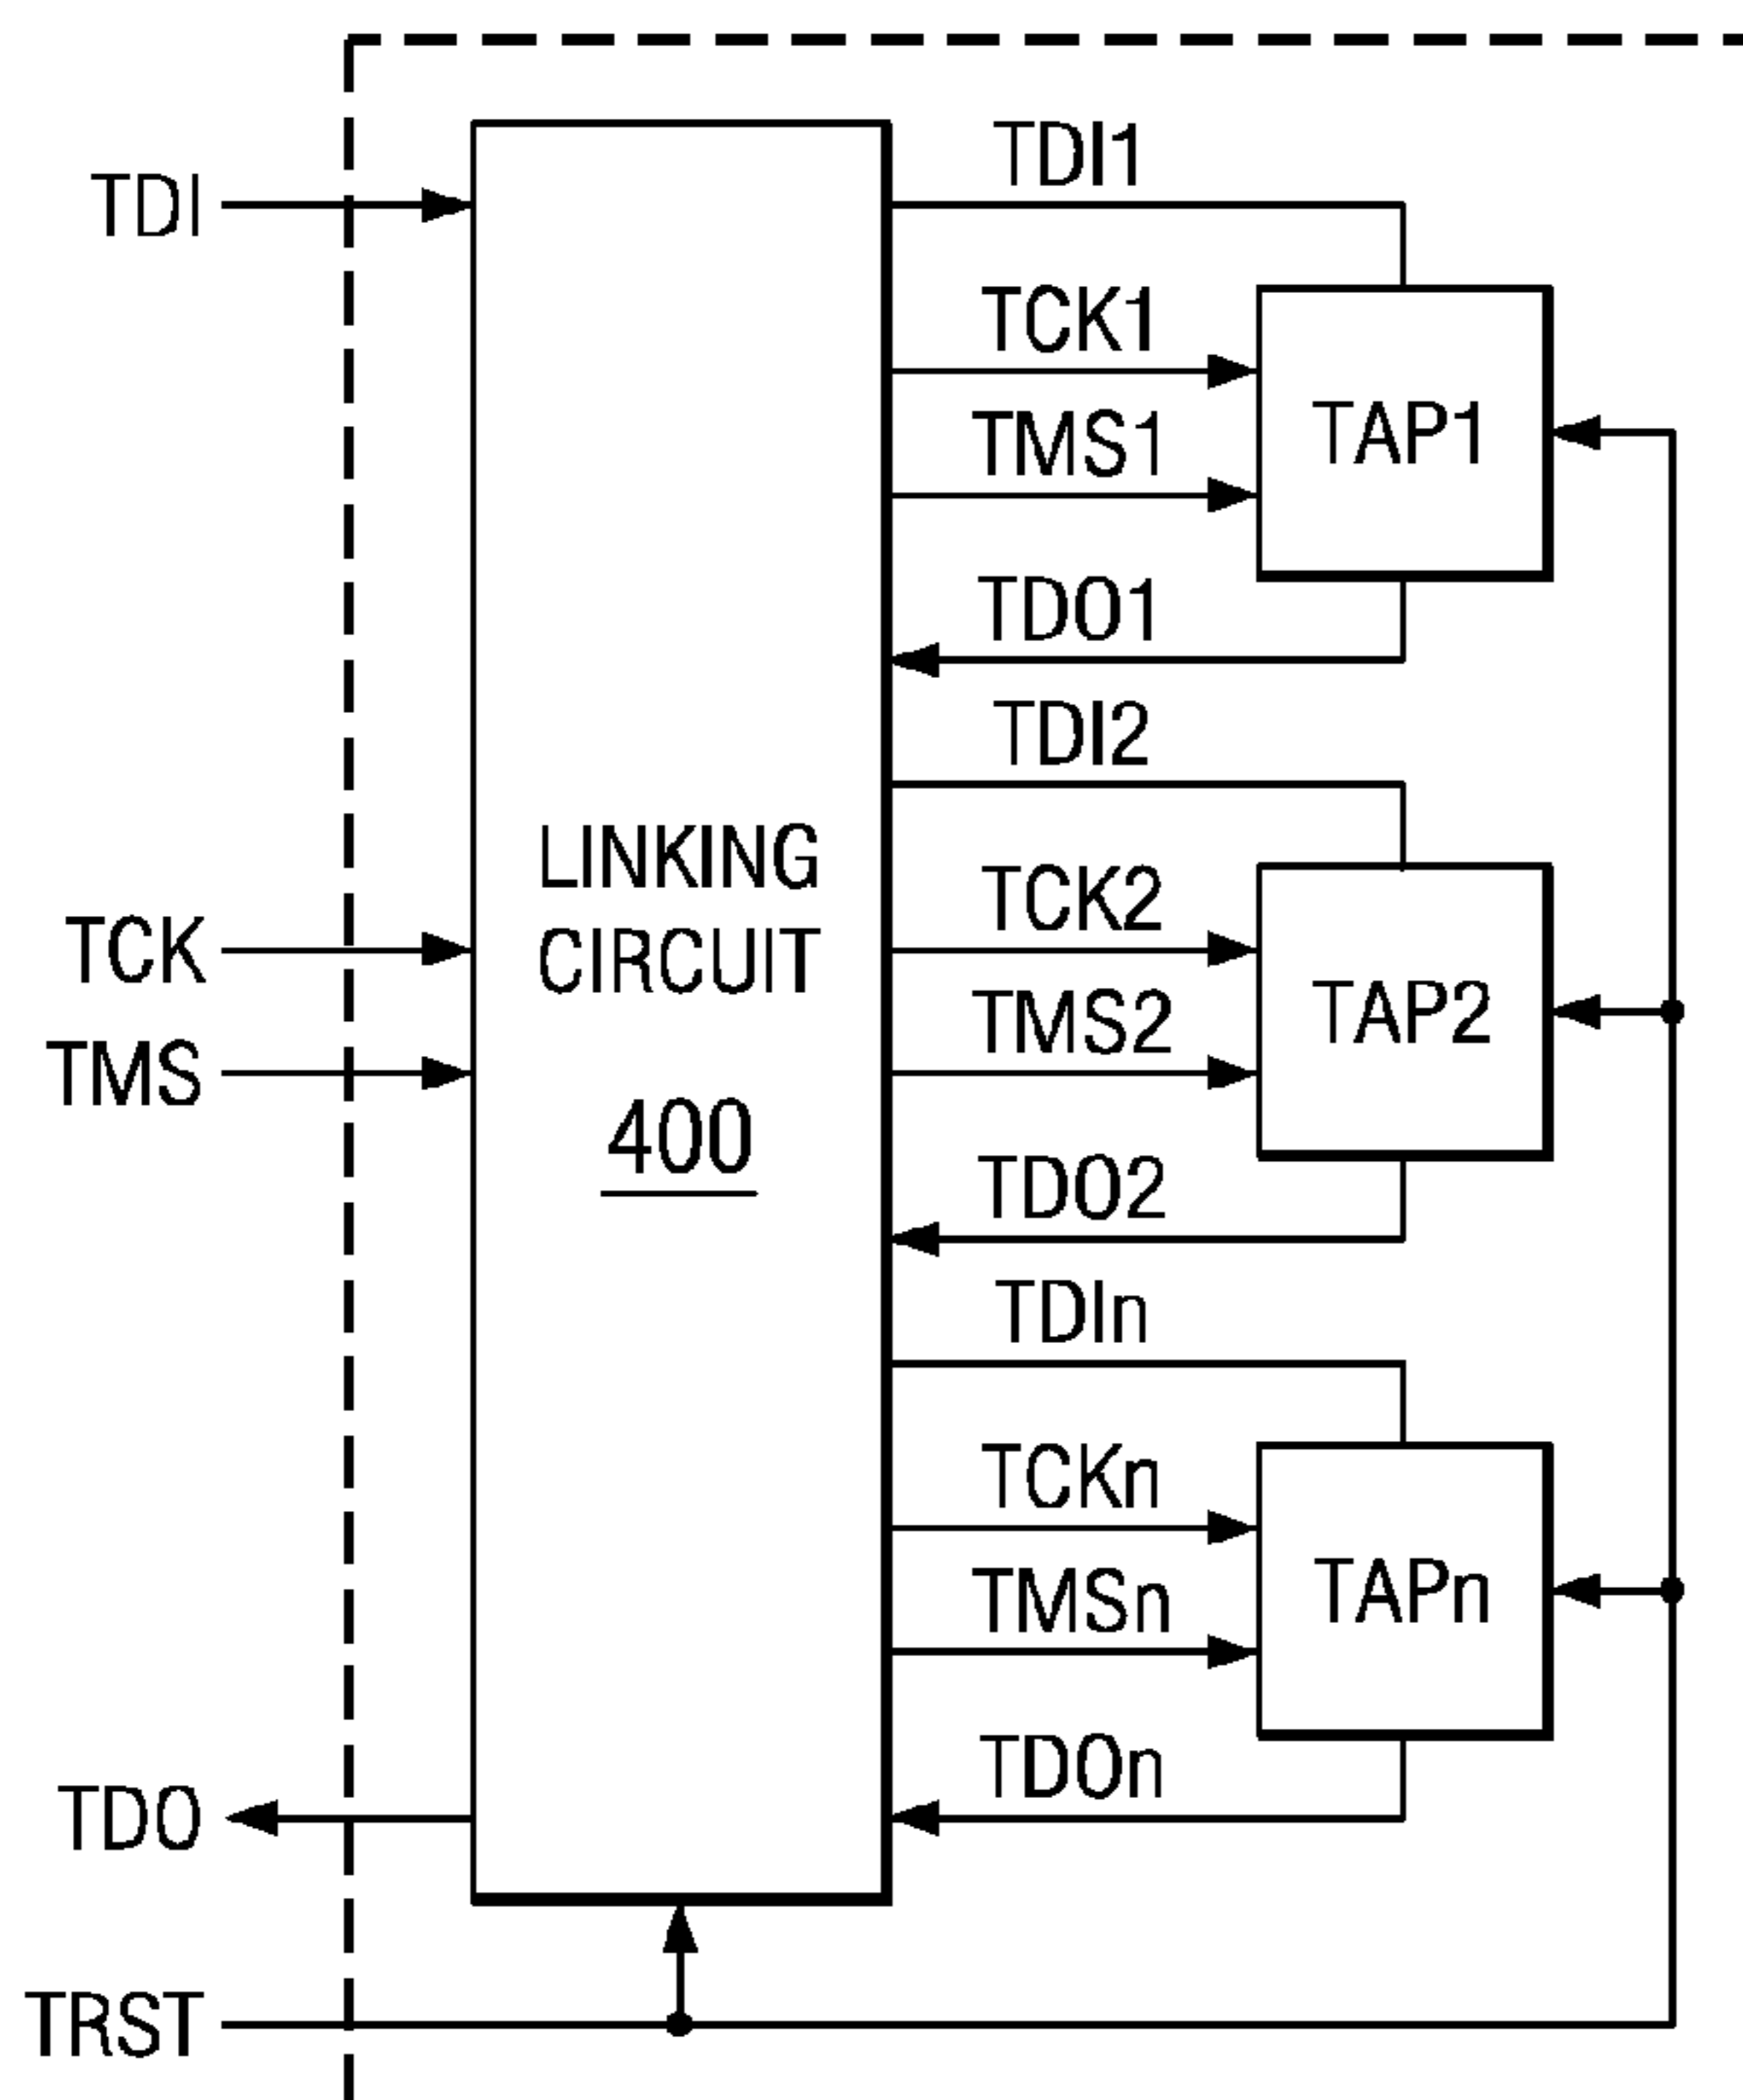 TDI
TCK
TMS
TDO
TRST
LINKING
CIRCUIT
400
TDI1
TCK1
TMS1
TDO1
TAP1
TDI2
TCK2
TMS2
TDO2
TAP2
TDIn
TCKn
TMSn
TDOn
TAPn